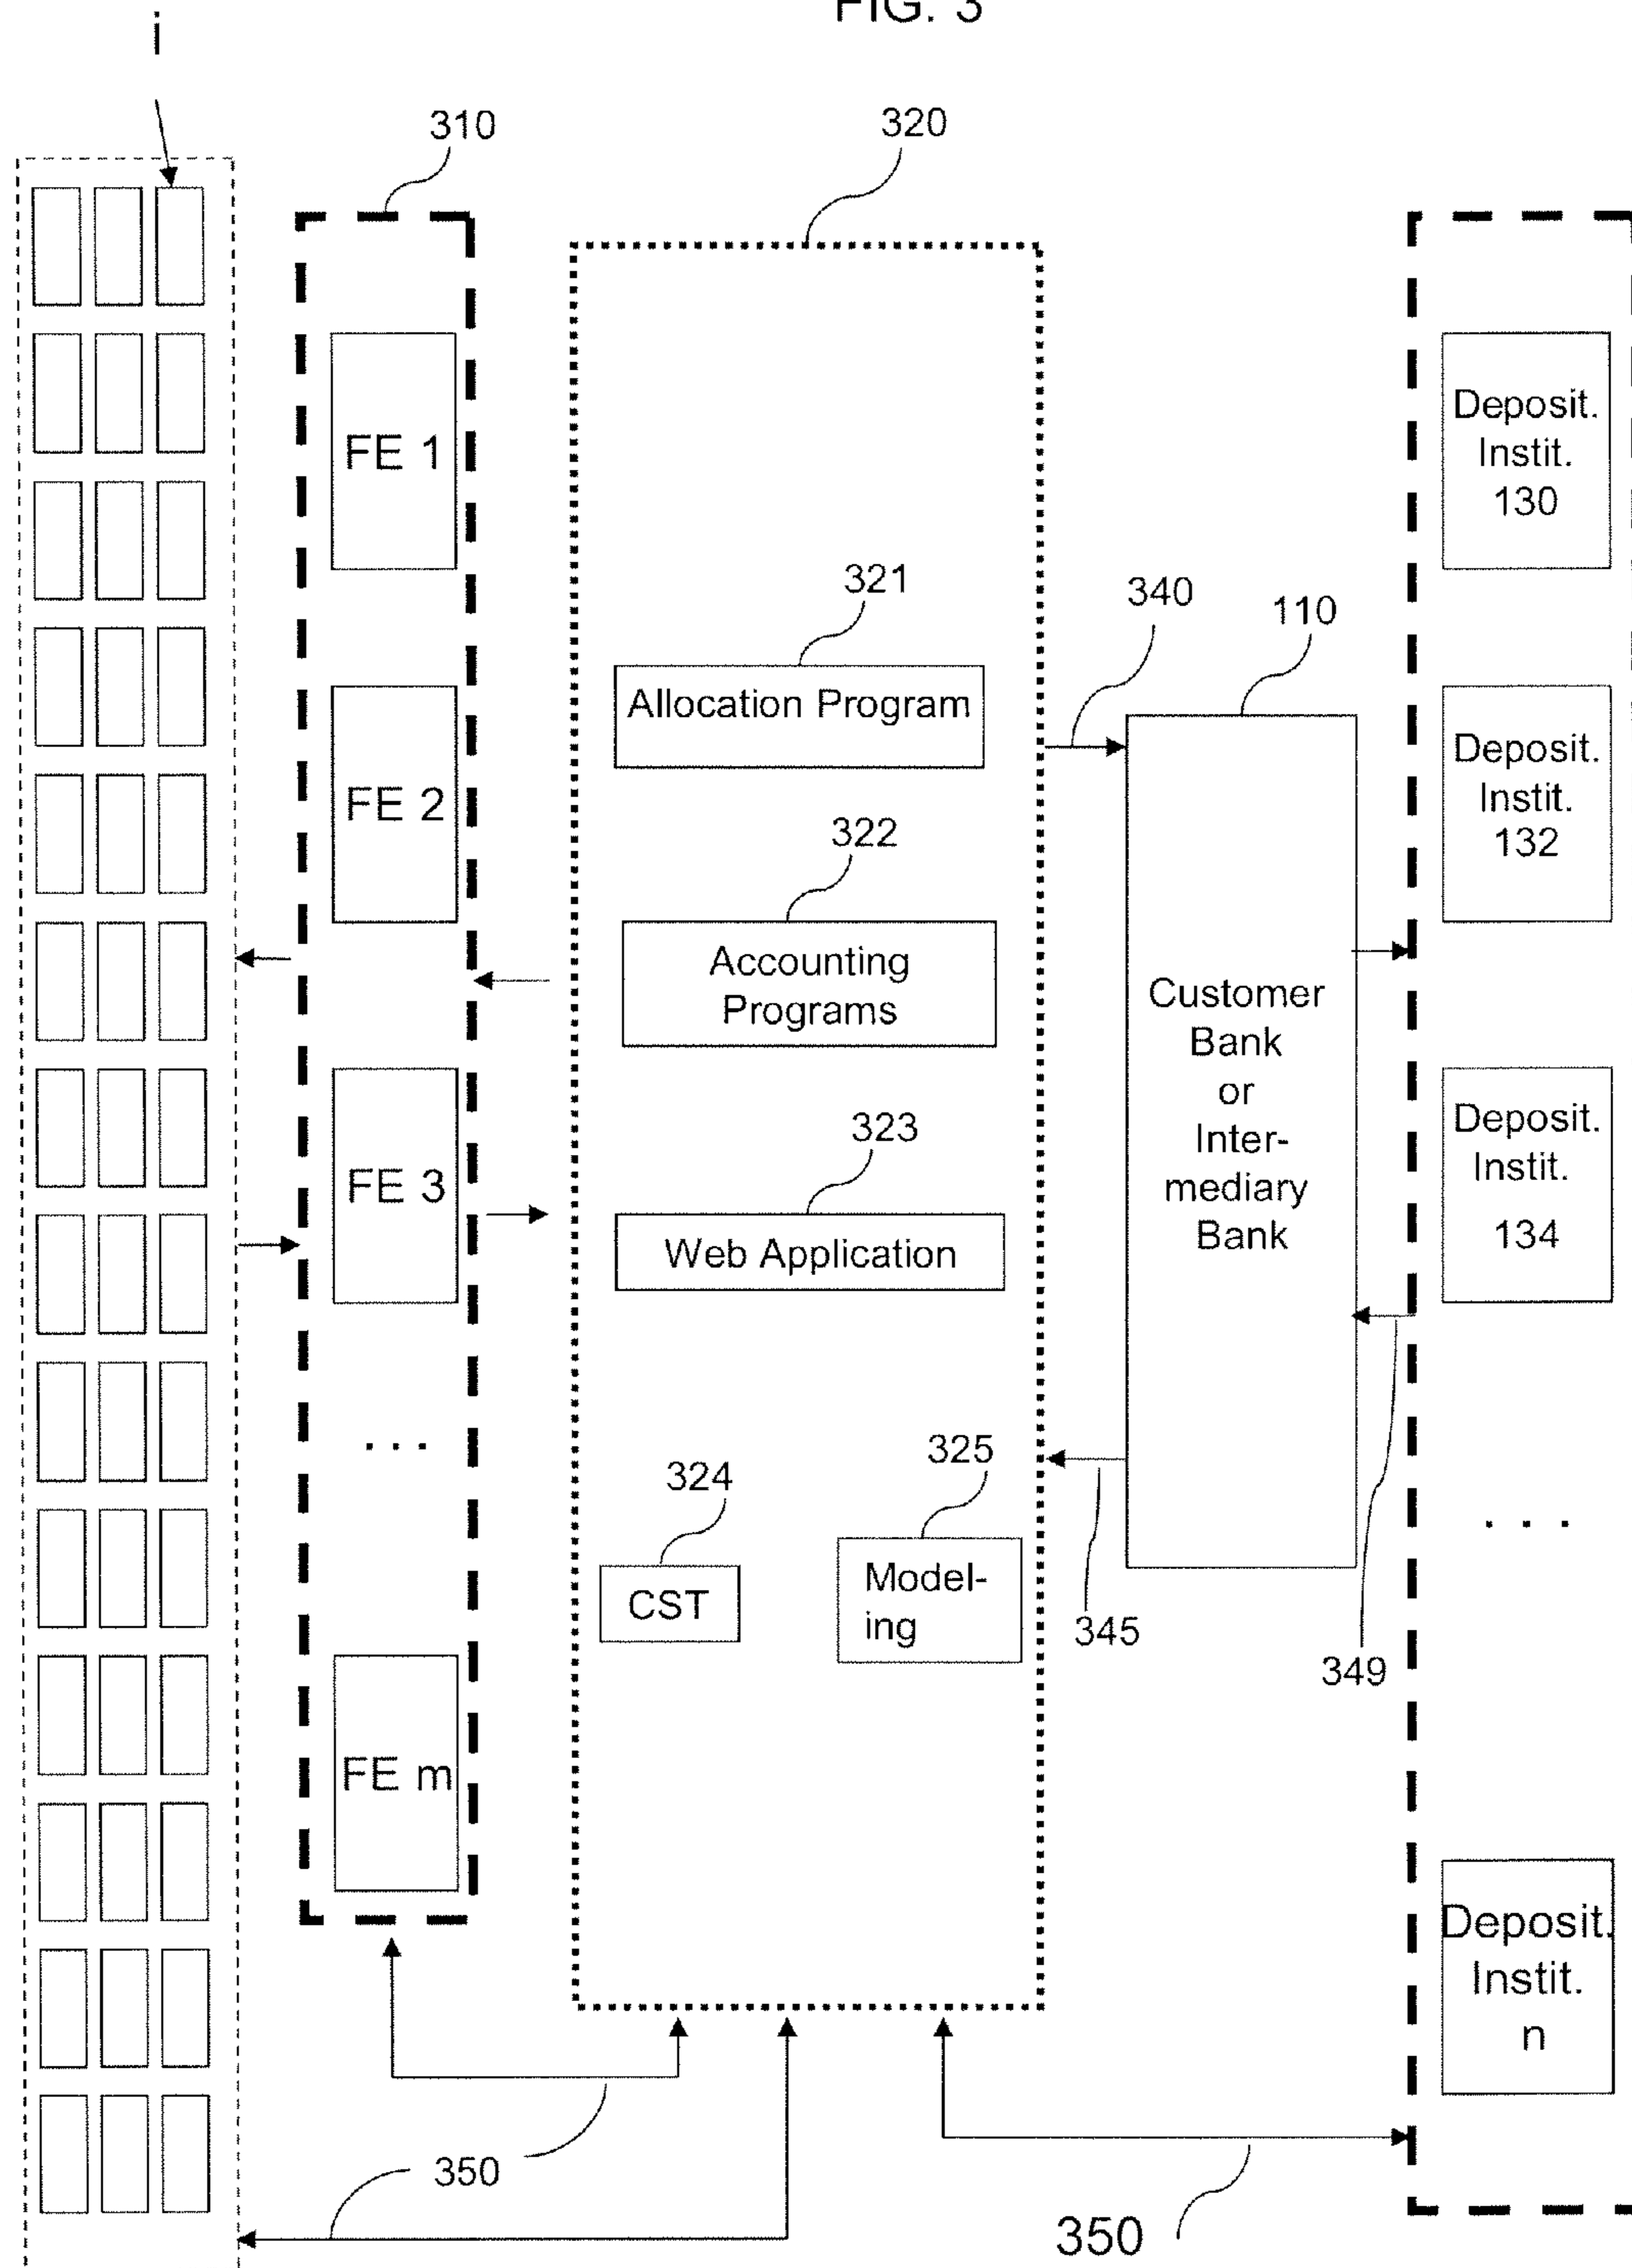 FIG. 3
i
310
320
FE 1
FE 2
FE 3
...
FE m
321
Allocation Program
322
Accounting
Programs
323
Web Application
324
CST
325
Model-
ing
340
110
Customer
Bank
or
Inter-
mediary
Bank
345
349
Deposit.
Instit.
130
Deposit.
Instit.
132
Deposit.
Instit.
134
...
Deposit.
Instit.
n
350
350